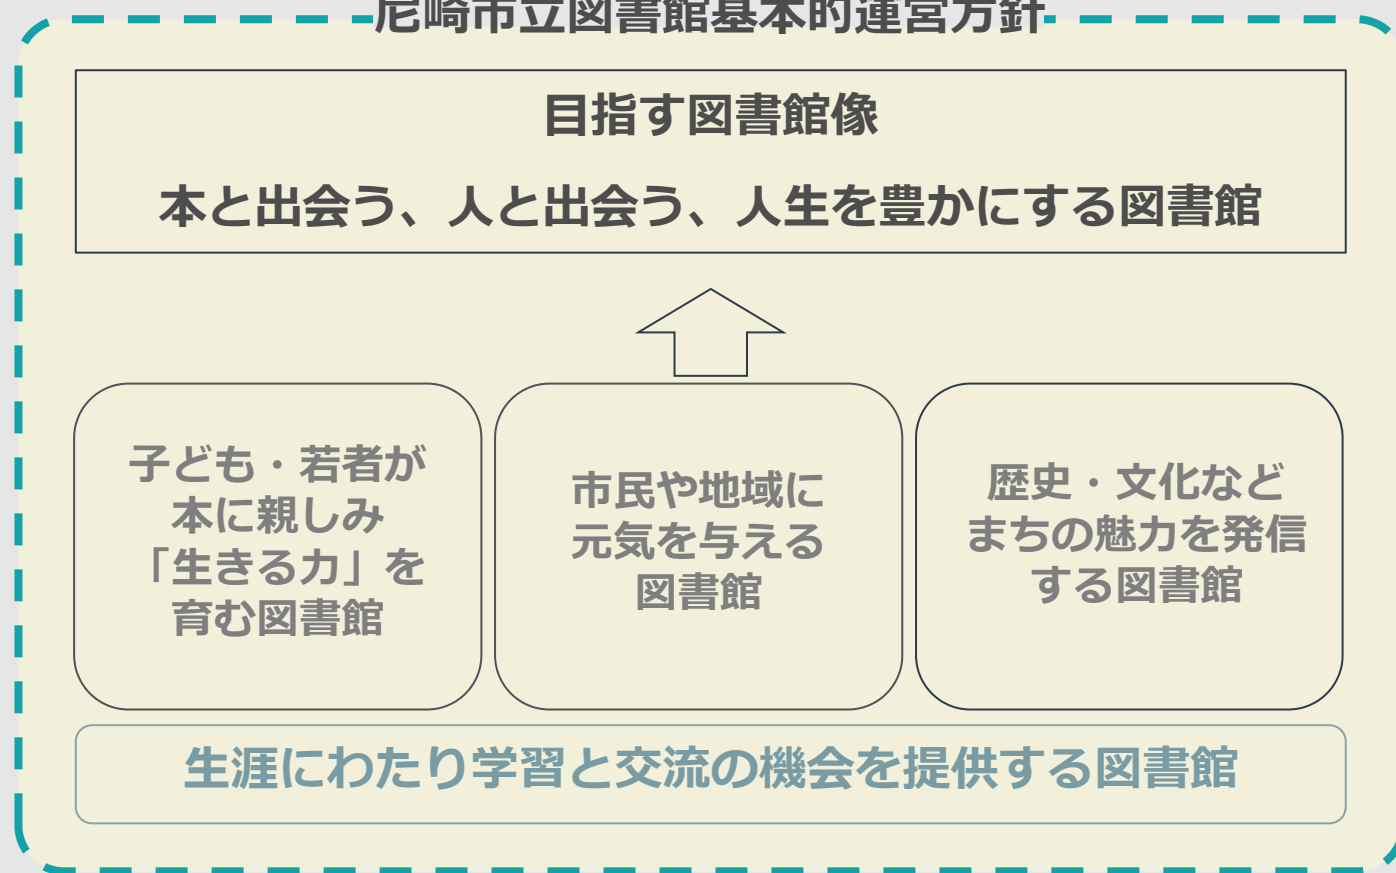 尼崎市立図書館基本的運営方針
目指す図書館像
本と出会う、人と出会う、人生を豊かにする図書館
子ども・若者が
本に親しみ
「生きる力」を
育む図書館
市民や地域に
元気を与える
図書館
歴史・文化など
まちの魅力を発信
する図書館
生涯にわたり学習と交流の機会を提供する図書館